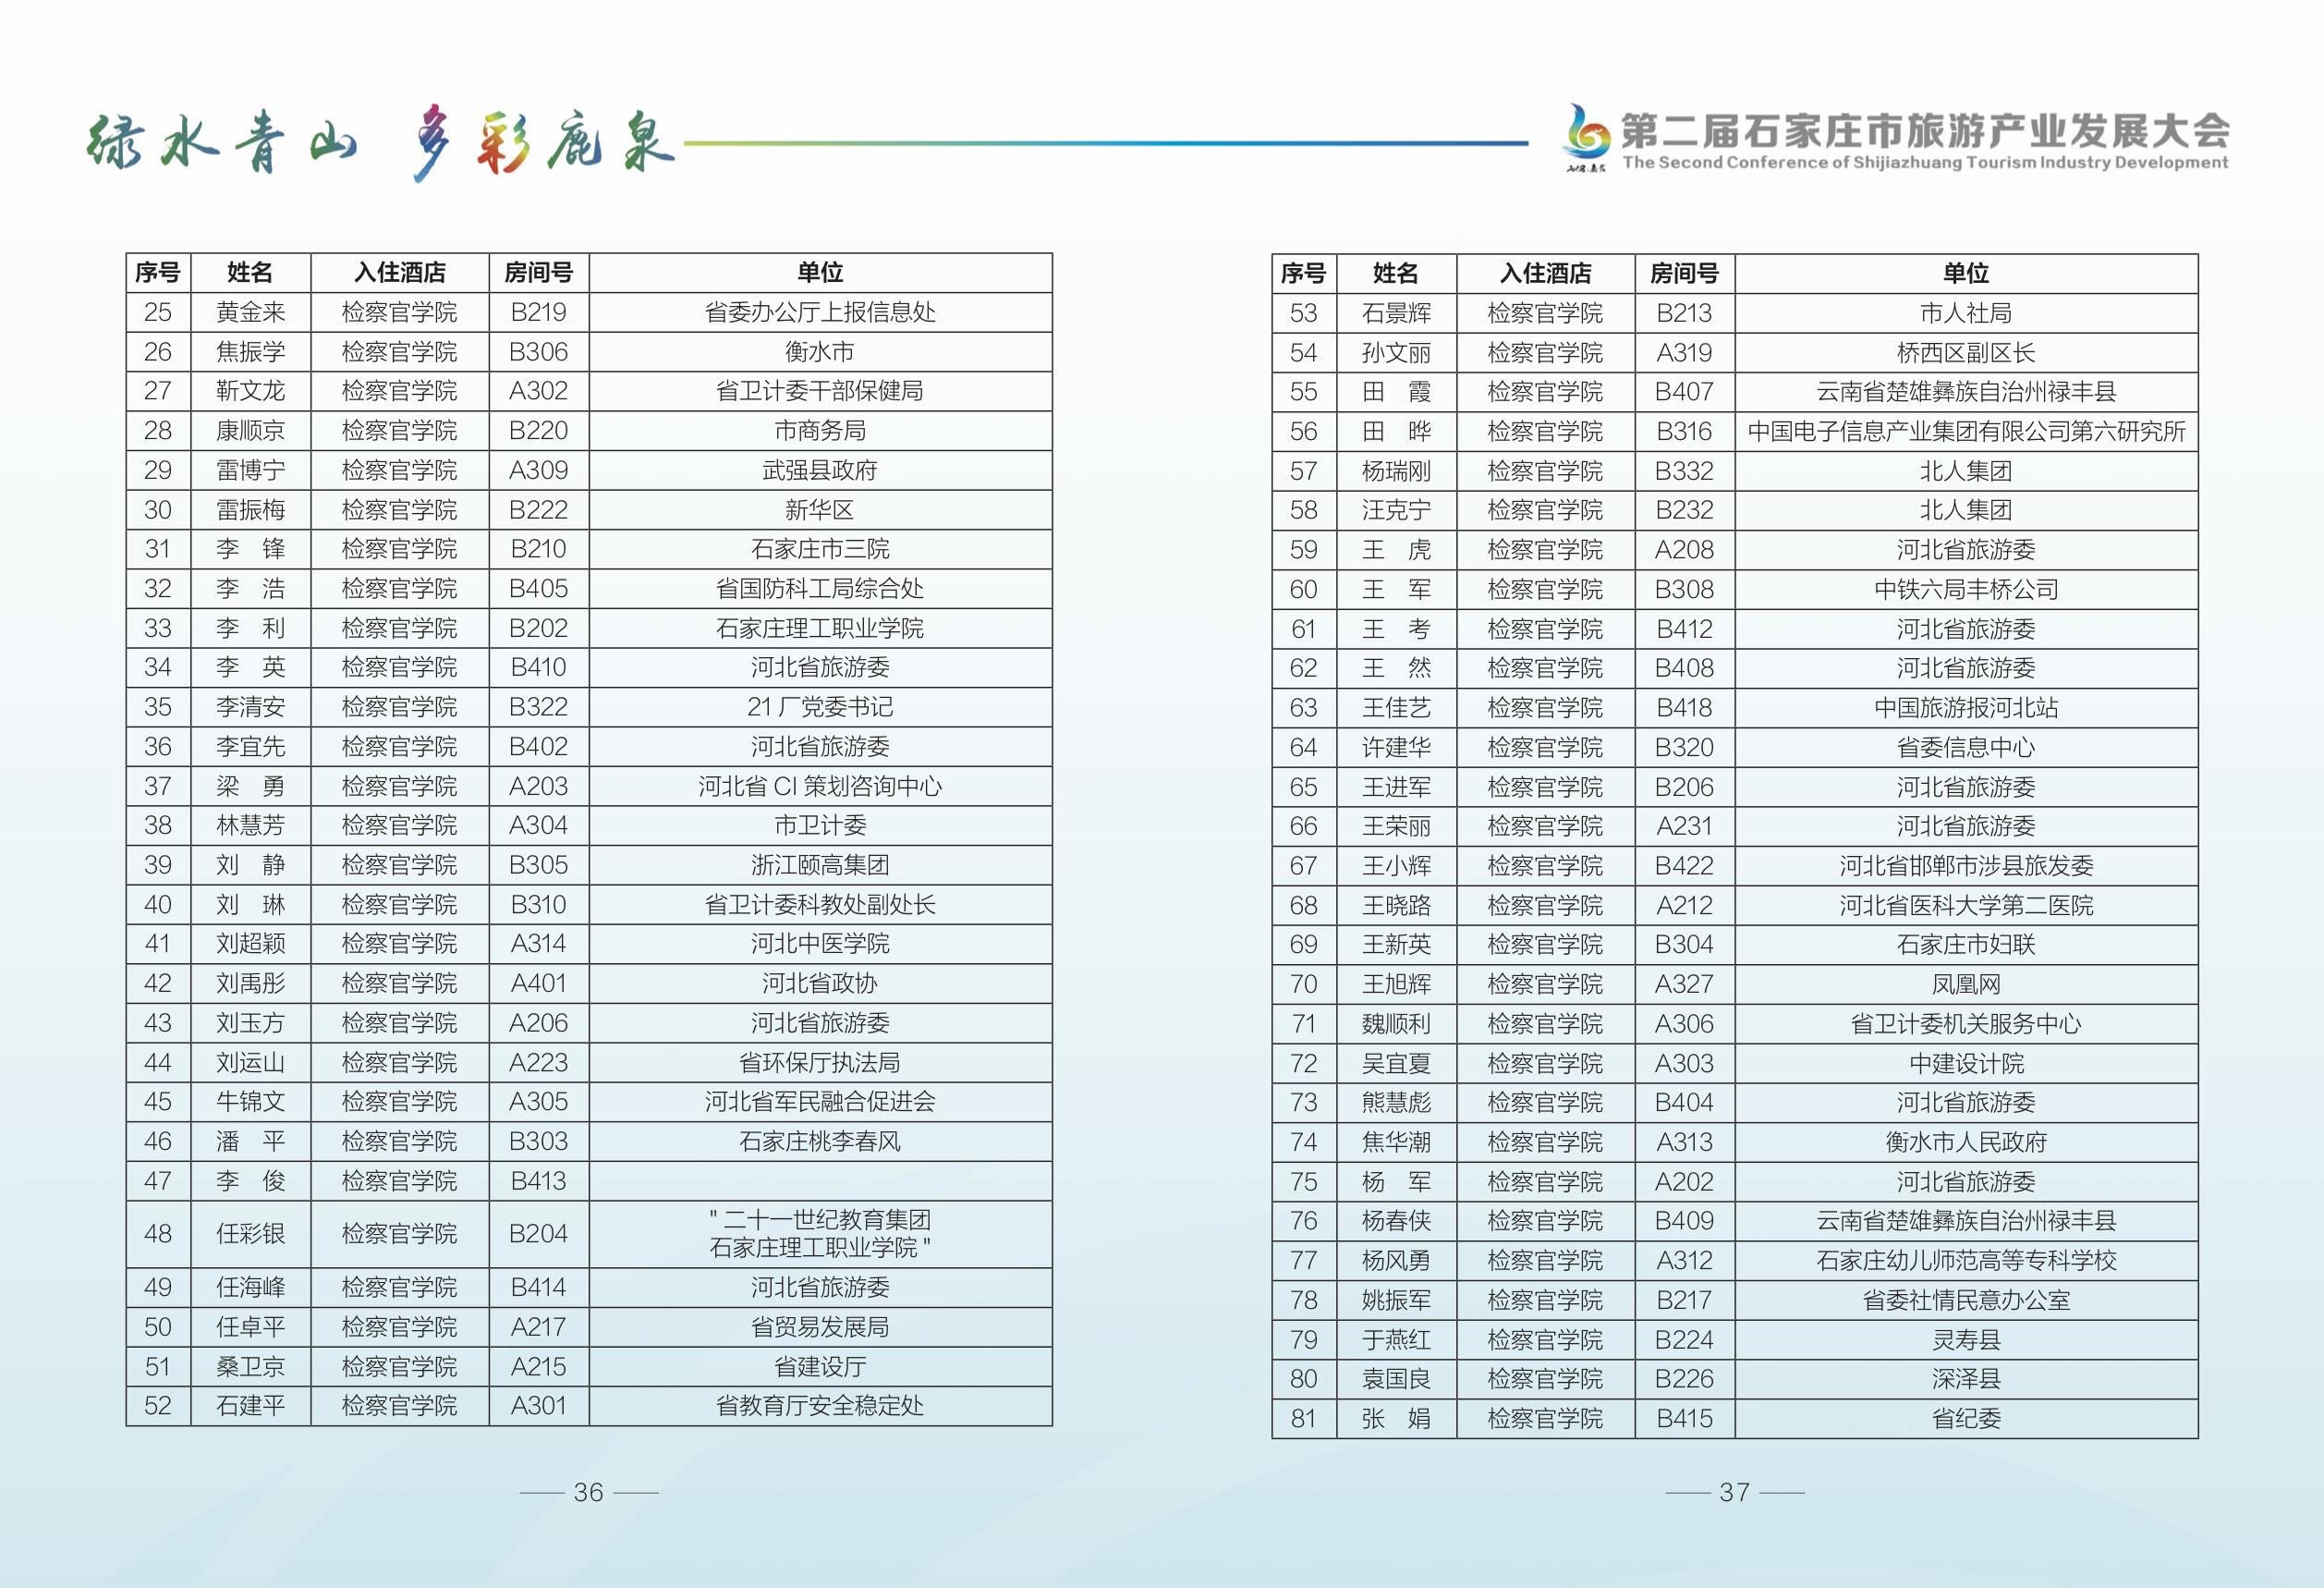 绿水青山 多彩鹿泉
第二届石家庄市旅游产业发展大会
The Second Conference of Shijiazhuang Tourism Industry Development
序号 姓名 入住酒店 房间号 单位
25 黄金来 检察官学院 B219 省委办公厅上报信息处
26 焦振学 检察官学院 B306 衡水市
27 靳文龙 检察官学院 A302 省卫计委干部保健局
28 康顺京 检察官学院 B220 市商务局
29 雷博宁 检察官学院 A309 武强县政府
30 雷振梅 检察官学院 B222 新华区
31 李 锋 检察官学院 B210 石家庄市三院
32 李 浩 检察官学院 B405 省国防科工局综合处
33 李 利 检察官学院 B202 石家庄理工职业学院
34 李 英 检察官学院 B410 河北省旅游委
35 李清安 检察官学院 B322 21 厂党委书记
36 李宜先 检察官学院 B402 河北省旅游委
37 梁 勇 检察官学院 A203 河北省 CI 策划咨询中心
38 林慧芳 检察官学院 A304 市卫计委
39 刘 静 检察官学院 B305 浙江颐高集团
40 刘 琳 检察官学院 B310 省卫计委科教处副处长
41 刘超颖 检察官学院 A314 河北中医学院
42 刘禹彤 检察官学院 A401 河北省政协
43 刘玉方 检察官学院 A206 河北省旅游委
44 刘运山 检察官学院 A223 省环保厅执法局
45 牛锦文 检察官学院 A305 河北省军民融合促进会
46 潘 平 检察官学院 B303 石家庄桃李春风
47 李 俊 检察官学院 B413
48 任彩银 检察官学院 B204 " 二十一世纪教育集团
石家庄理工职业学院 "
49 任海峰 检察官学院 B414 河北省旅游委
50 任卓平 检察官学院 A217 省贸易发展局
51 桑卫京 检察官学院 A215 省建设厅
52 石建平 检察官学院 A301 省教育厅安全稳定处
36
序号 姓名 入住酒店 房间号 单位
53 石景辉 检察官学院 B213 市人社局
54 孙文丽 检察官学院 A319 桥西区副区长
55 田 霞 检察官学院 B407 云南省楚雄彝族自治州禄丰县
56 田 晔 检察官学院 B316 中国电子信息产业集团有限公司第六研究所
57 杨瑞刚 检察官学院 B332 北人集团
58 汪克宁 检察官学院 B232 北人集团
59 王 虎 检察官学院 A208 河北省旅游委
60 王 军 检察官学院 B308 中铁六局丰桥公司
61 王 考 检察官学院 B412 河北省旅游委
62 王 然 检察官学院 B408 河北省旅游委
63 王佳艺 检察官学院 B418 中国旅游报河北站
64 许建华 检察官学院 B320 省委信息中心
65 王进军 检察官学院 B206 河北省旅游委
66 王荣丽 检察官学院 A231 河北省旅游委
67 王小辉 检察官学院 B422 河北省邯郸市涉县旅发委
68 王晓路 检察官学院 A212 河北省医科大学第二医院
69 王新英 检察官学院 B304 石家庄市妇联
70 王旭辉 检察官学院 A327 凤凰网
71 魏顺利 检察官学院 A306 省卫计委机关服务中心
72 吴宜夏 检察官学院 A303 中建设计院
73 熊慧彪 检察官学院 B404 河北省旅游委
74 焦华潮 检察官学院 A313 衡水市人民政府
75 杨 军 检察官学院 A202 河北省旅游委
76 杨春侠 检察官学院 B409 云南省楚雄彝族自治州禄丰县
77 杨风勇 检察官学院 A312 石家庄幼儿师范高等专科学校
78 姚振军 检察官学院 B217 省委社情民意办公室
79 于燕红 检察官学院 B224 灵寿县
80 袁国良 检察官学院 B226 深泽县
81 张 娟 检察官学院 B415 省纪委
37